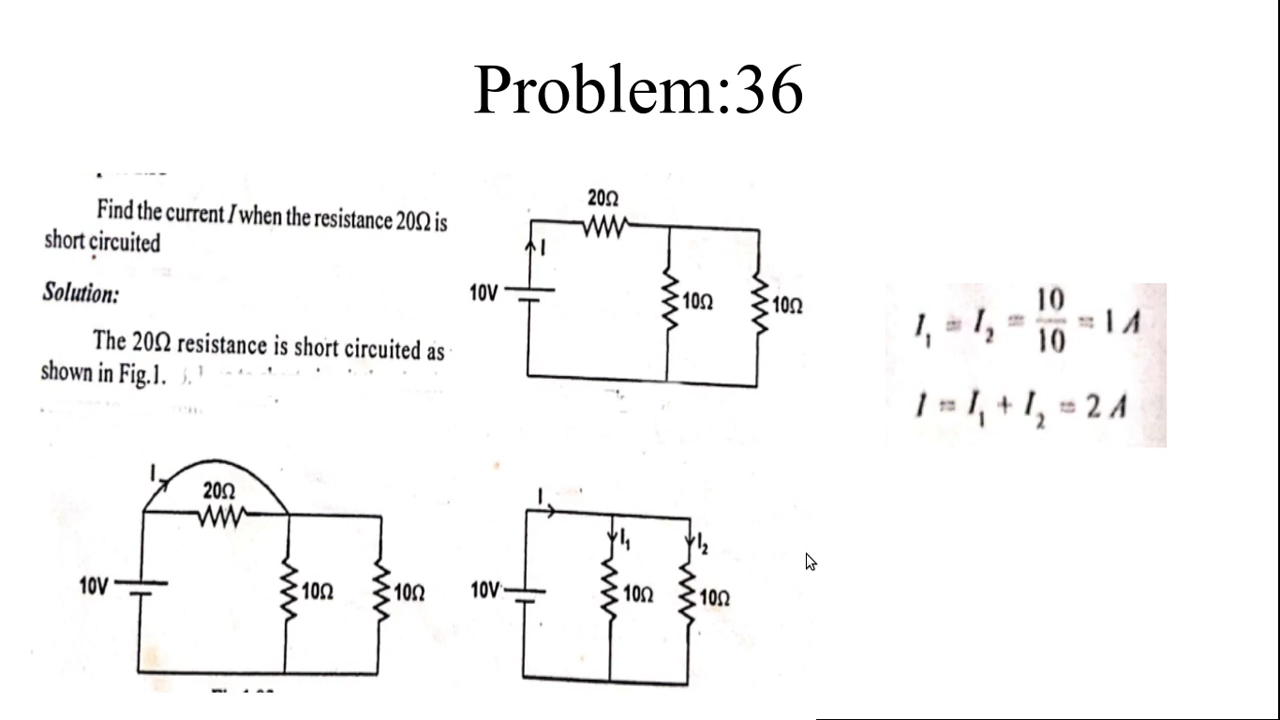 Problem:36
Find the current I when the resistance 20Ω is
short circuited
Solution:
The 20Ω resistance is short circuited as
shown in Fig.1.
20Ω
I
10V
10Ω
10Ω
I₁ = I₂ = 10/10 = 1 A
I = I₁ + I₂ = 2 A
I
20Ω
10V
10Ω
10Ω
I
I₁
I₂
10V
10Ω
10Ω